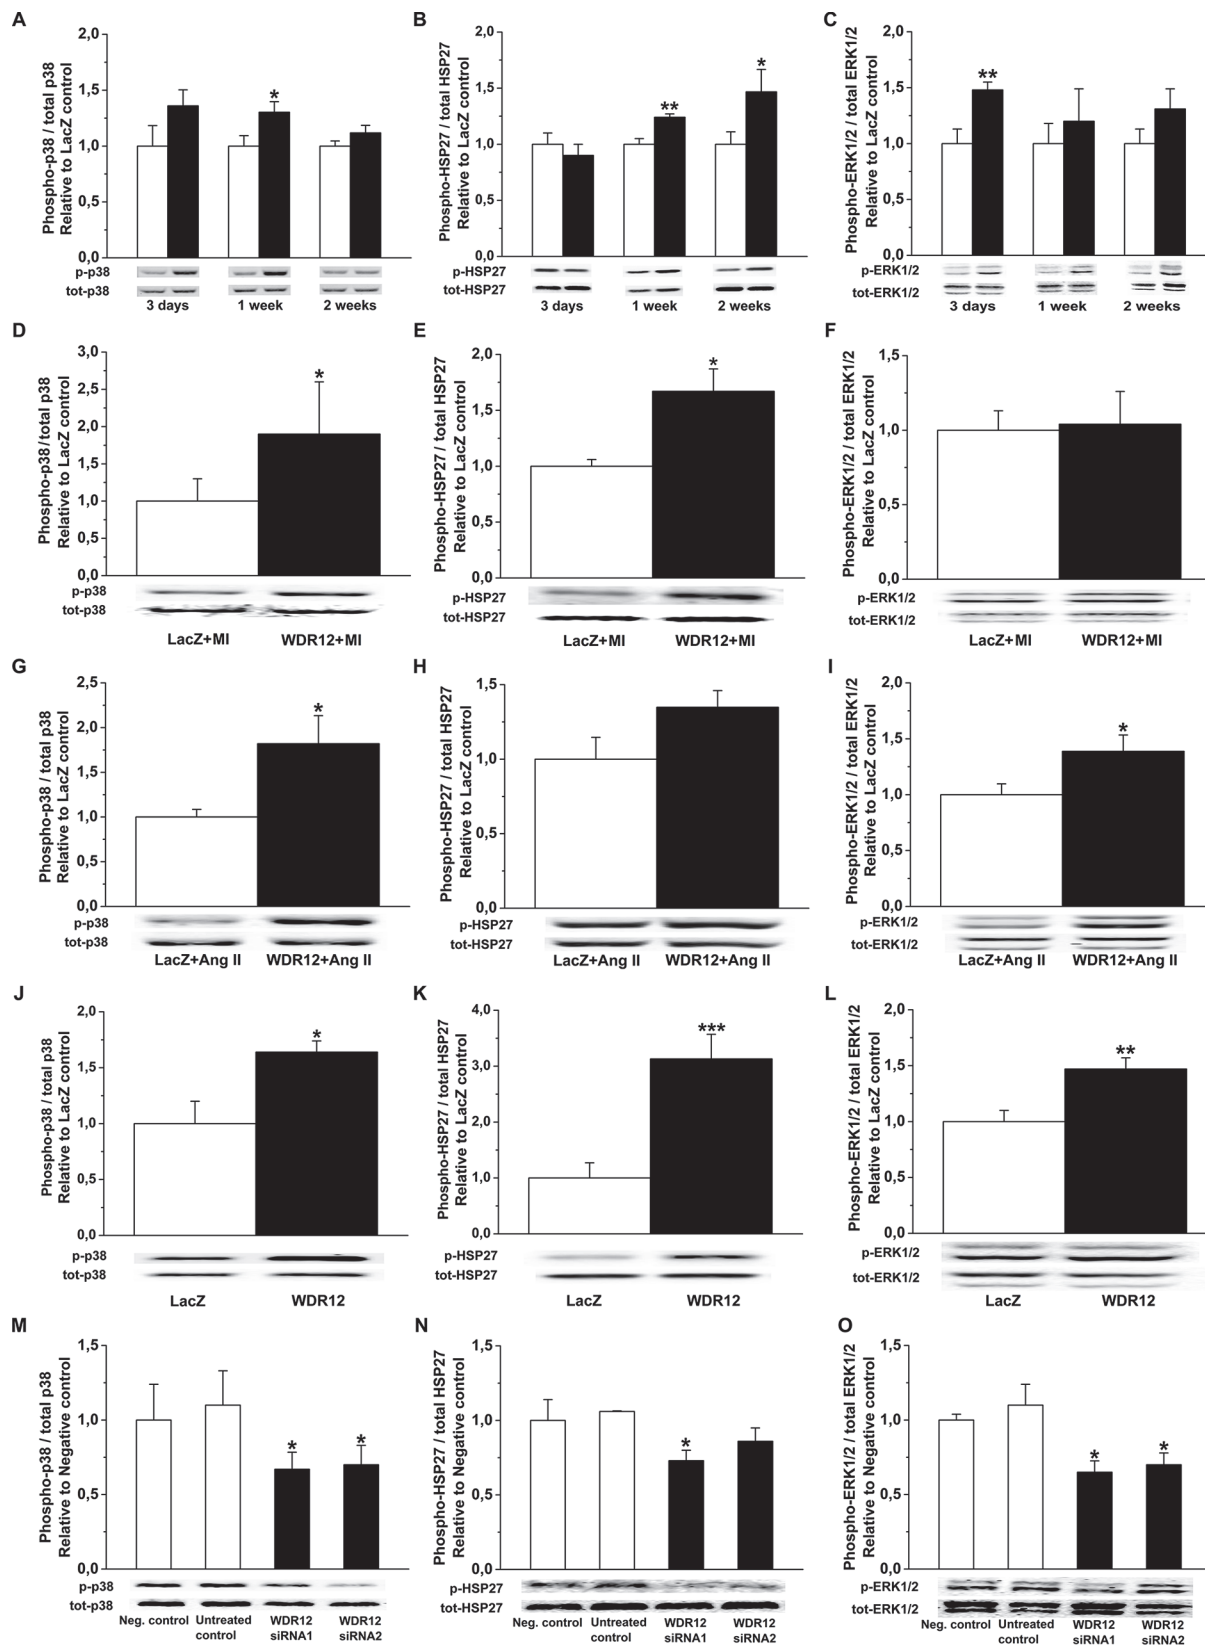 A
Phospho-p38 / total p38
Relative to LacZ control
2,0
1,5
1,0
0,5
0,0
*
p-p38
tot-p38
3 days 1 week 2 weeks
B
Phospho-HSP27 / total HSP27
Relative to LacZ control
2,0
1,5
1,0
0,5
0,0
** *
p-HSP27
tot-HSP27
3 days 1 week 2 weeks
C
Phospho-ERK1/2 / total ERK1/2
Relative to LacZ control
2,0
1,5
1,0
0,5
0,0
**
p-ERK1/2
tot-ERK1/2
3 days 1 week 2 weeks
D
Phospho-p38/total p38
Relative to LacZ control
3,0
2,5
2,0
1,5
1,0
0,5
0,0
*
p-p38
tot-p38
LacZ+MI WDR12+MI
E
Phospho-HSP27 / total HSP27
Relative to LacZ control
2,0
1,5
1,0
0,5
0,0
*
p-HSP27
tot-HSP27
LacZ+MI WDR12+MI
F
Phospho-ERK1/2 / total ERK1/2
Relative to LacZ control
1,5
1,0
0,5
0,0
p-ERK1/2
tot-ERK1/2
LacZ+MI WDR12+MI
G
Phospho-p38 / total p38
Relative to LacZ control
2,5
2,0
1,5
1,0
0,5
0,0
*
p-p38
tot-p38
LacZ+Ang II WDR12+Ang II
H
Phospho-HSP27 / total HSP27
Relative to LacZ control
1,5
1,0
0,5
0,0
p-HSP27
tot-HSP27
LacZ+Ang II WDR12+Ang II
I
Phospho-ERK1/2 / total ERK1/2
Relative to LacZ control
2,0
1,5
1,0
0,5
0,0
*
p-ERK1/2
tot-ERK1/2
LacZ+Ang II WDR12+Ang II
J
Phospho-p38 / total p38
Relative to LacZ control
2,0
1,5
1,0
0,5
0,0
*
p-p38
tot-p38
LacZ WDR12
K
Phospho-HSP27 / total HSP27
Relative to LacZ control
4,0
3,0
2,0
1,0
0,0
***
p-HSP27
tot-HSP27
LacZ WDR12
L
Phospho-ERK1/2 / total ERK1/2
Relative to LacZ control
2,0
1,5
1,0
0,5
0,0
**
p-ERK1/2
tot-ERK1/2
LacZ WDR12
M
Phospho-p38 / total p38
Relative to Negative control
1,5
1,0
0,5
0,0
* *
p-p38
tot-p38
Neg. control Untreated WDR12 WDR12
control siRNA1 siRNA2
N
Phospho-HSP27 / total HSP27
Relative to Negative control
1,5
1,0
0,5
0,0
*
p-HSP27
tot-HSP27
Neg. control Untreated WDR12 WDR12
control siRNA1 siRNA2
O
Phospho-ERK1/2 / total ERK1/2
Relative to Negative control
1,5
1,0
0,5
0,0
* *
p-ERK1/2
tot-ERK1/2
Neg. control Untreated WDR12 WDR12
control siRNA1 siRNA2